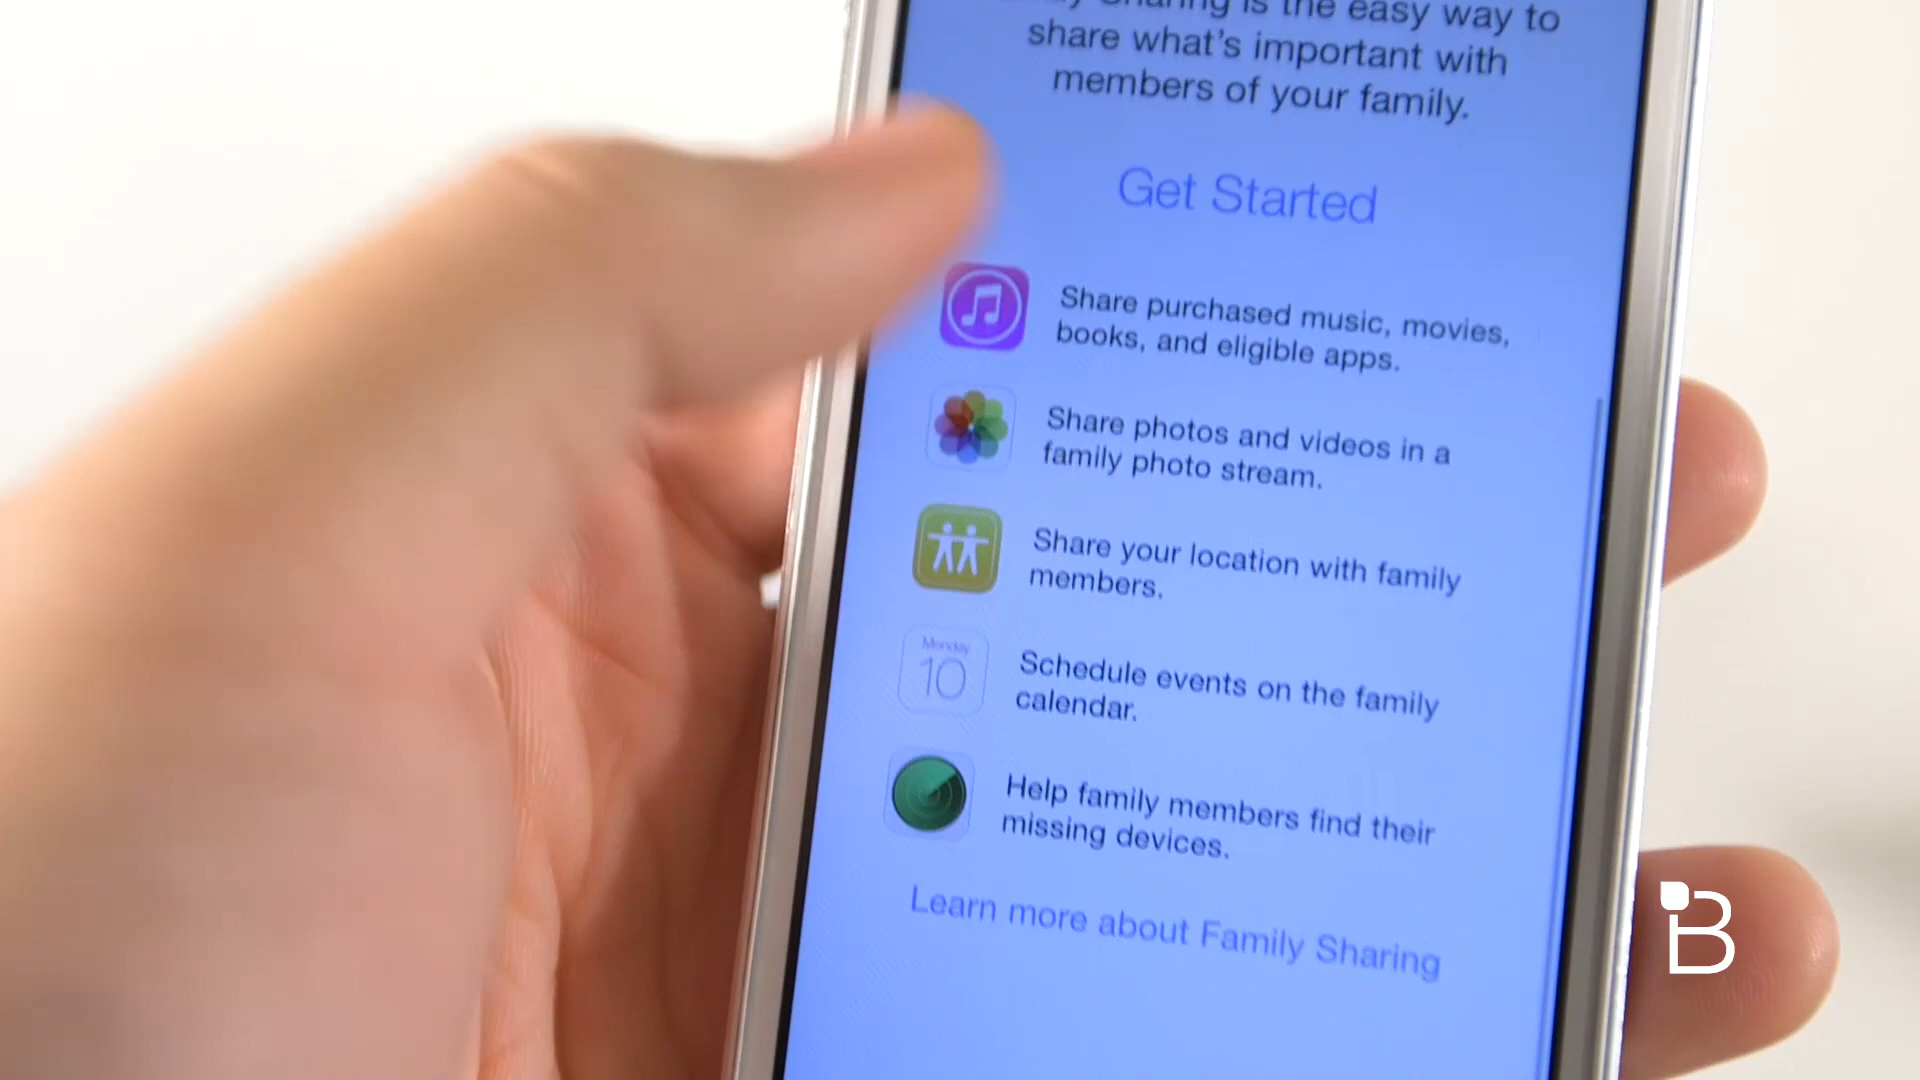 Sharing is the easy way to
share what's important with
members of your family.
Get Started
Share purchased music, movies,
books, and eligible apps.
Share photos and videos in a
family photo stream.
Share your location with family
members.
Monday
10
Schedule events on the family
calendar.
Help family members find their
missing devices.
Learn more about Family Sharing
B